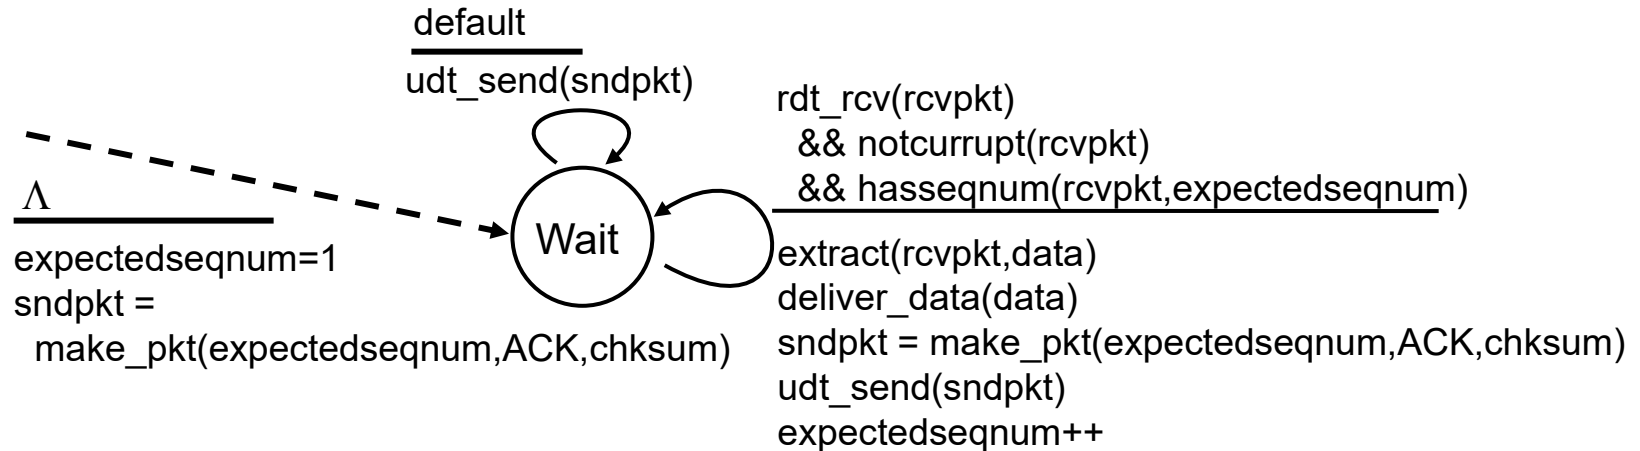 default
udt_send(sndpkt)
Λ
expectedseqnum=1
sndpkt =
make_pkt(expectedseqnum,ACK,chksum)
Wait
rdt_rcv(rcvpkt)
&& notcurrupt(rcvpkt)
&& hasseqnum(rcvpkt,expectedseqnum)
extract(rcvpkt,data)
deliver_data(data)
sndpkt = make_pkt(expectedseqnum,ACK,chksum)
udt_send(sndpkt)
expectedseqnum++